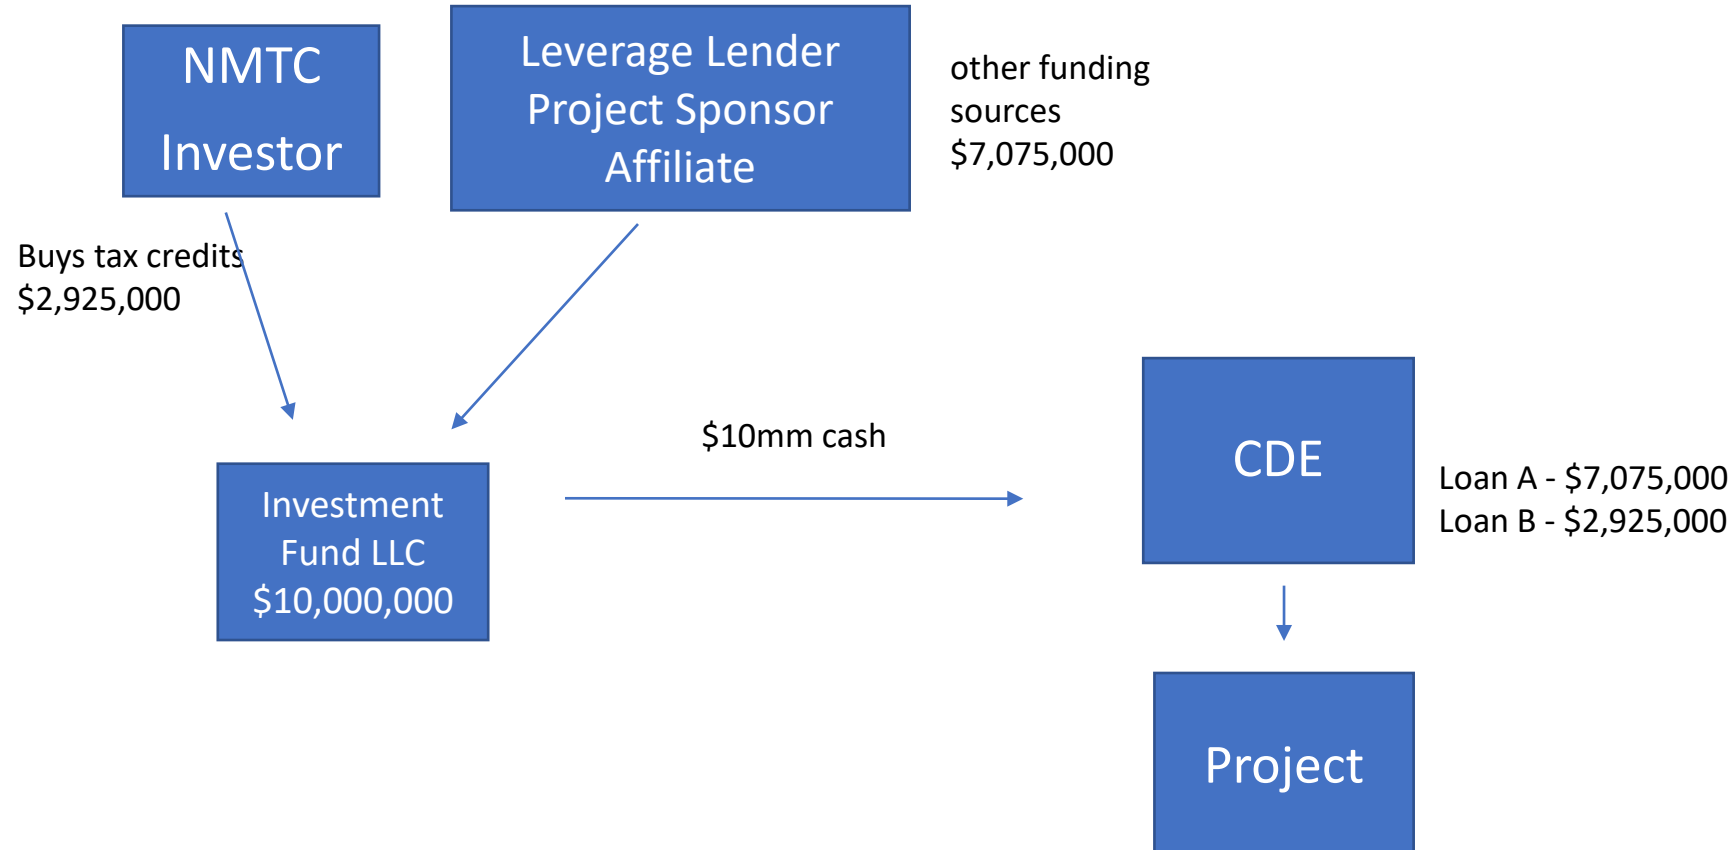 NMTC
Investor
Leverage Lender
Project Sponsor
Affiliate
other funding
sources
$7,075,000
Buys tax credits
$2,925,000
$10mm cash
Investment
Fund LLC
$10,000,000
CDE
Loan A - $7,075,000
Loan B - $2,925,000
Project